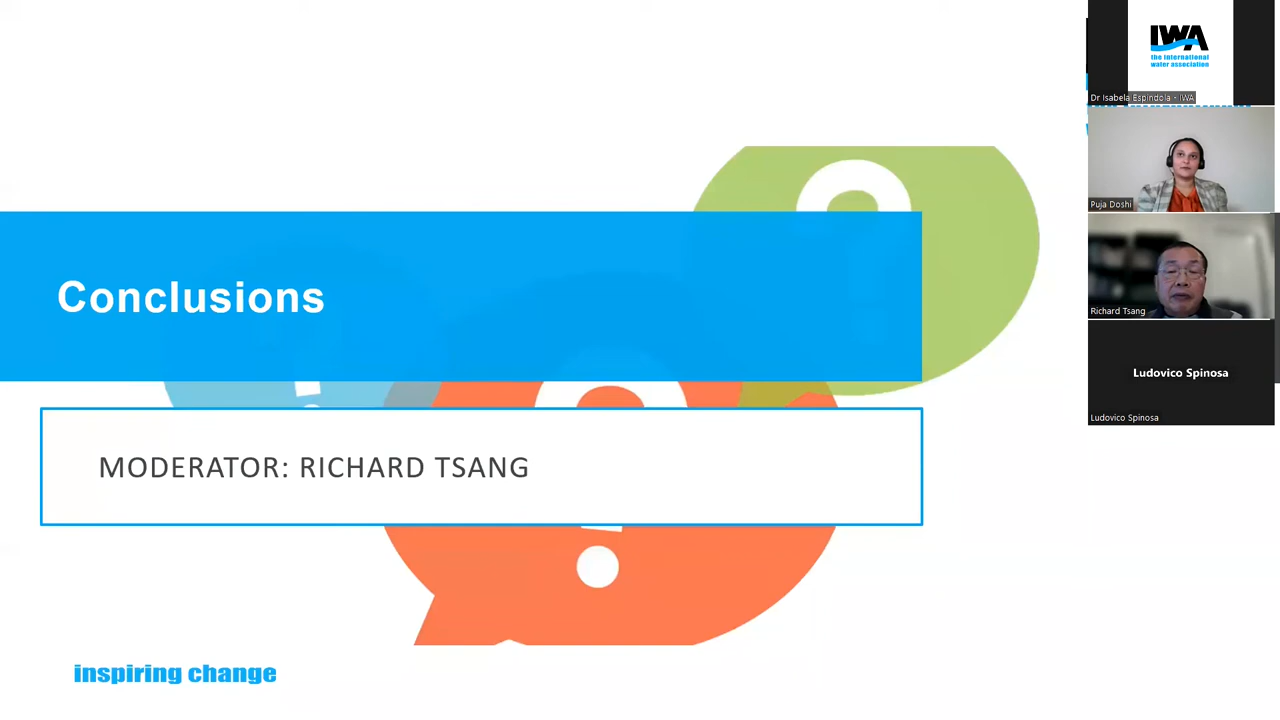 Conclusions
MODERATOR: RICHARD TSANG
inspiring change
IWA
the international
water association
Dr Isabela Espindola - IWA
Puja Doshi
Richard Tsang
Ludovico Spinosa
Ludovico Spinosa